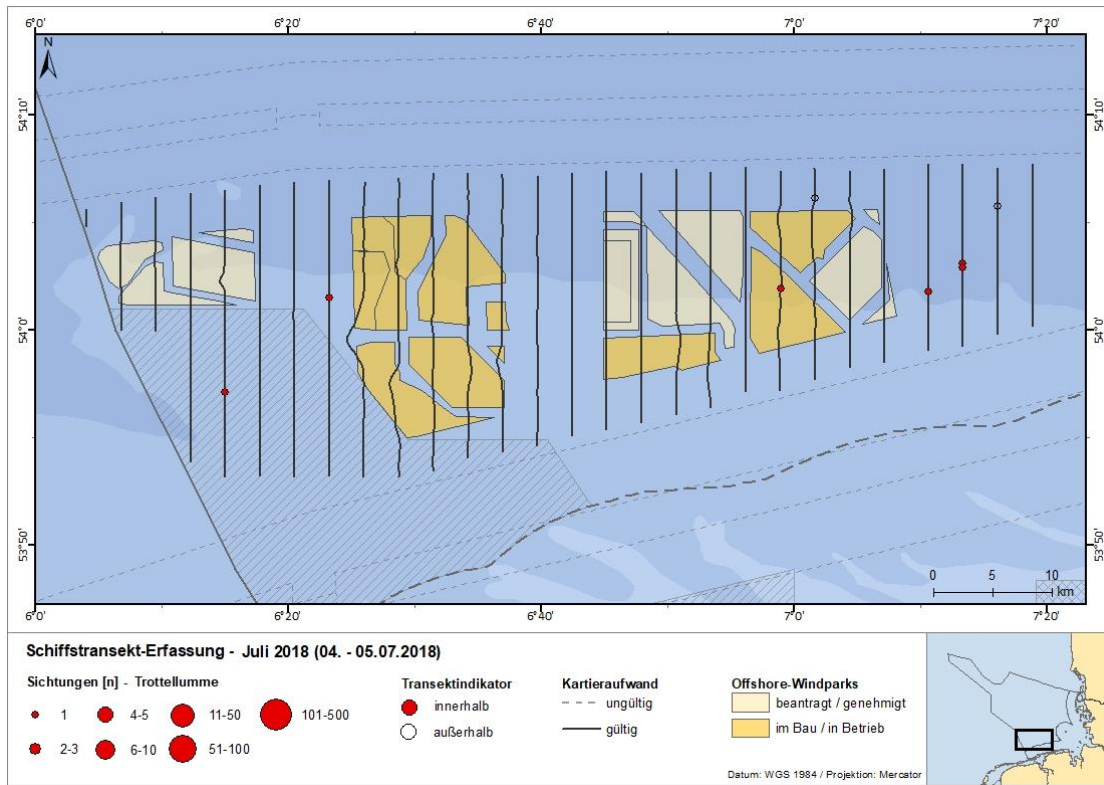 6°0' 6°20' 6°40' 7°0' 7°20'
N
54°10' 54°10'
54°0' 54°0'
53°50' 53°50'
0 5 10
km
6°0' 6°20' 6°40' 7°0' 7°20'
Schiffstransekt-Erfassung - Juli 2018 (04. - 05.07.2018)
Sichtungen [n] - Trottellumme
1 4-5 11-50 101-500
2-3 6-10 51-100
Transektindikator
innerhalb
außerhalb
Kartieraufwand
ungültig
gültig
Offshore-Windparks
beantragt / genehmigt
im Bau / in Betrieb
Datum: WGS 1984 / Projektion: Mercator